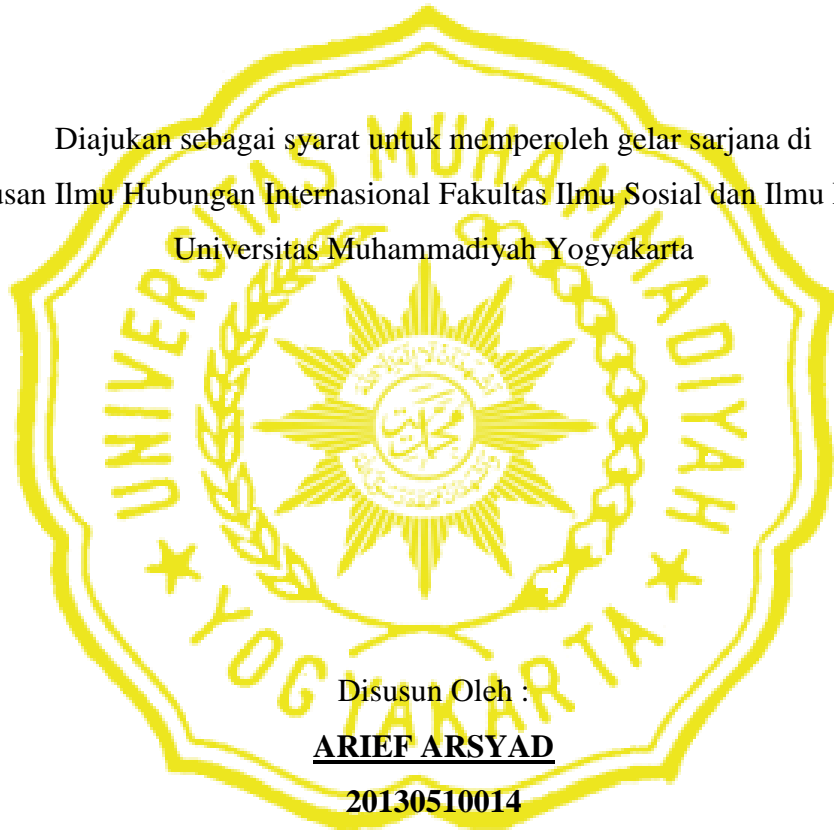 Diajukan sebagai syarat untuk memperoleh gelar sarjana di
usan Ilmu Hubungan Internasional Fakultas Ilmu Sosial dan Ilmu
Universitas Muhammadiyah Yogyakarta
UNIVERSITAS MUHAMMADIYAH
★ YOGYAKARTA ★
Disusun Oleh :
ARIEF ARSYAD
20130510014